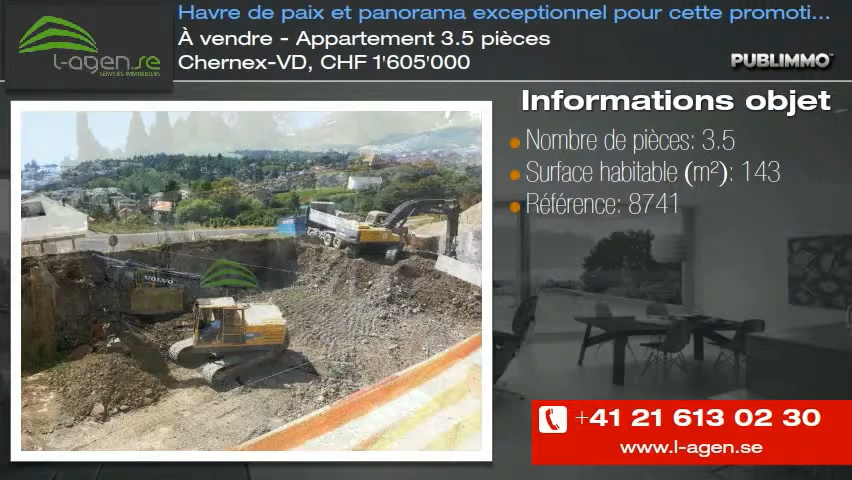 Havre de paix et panorama exceptionnel pour cette promoti...
À vendre - Appartement 3.5 pièces
Chernex-VD, CHF 1'605'000
l-agen.se
SERVICES IMMOBILIERS
PUBLIMMO
Informations objet
Nombre de pièces: 3.5
Surface habitable (m²): 143
Référence: 8741
VOLVO
+41 21 613 02 30
www.l-agen.se